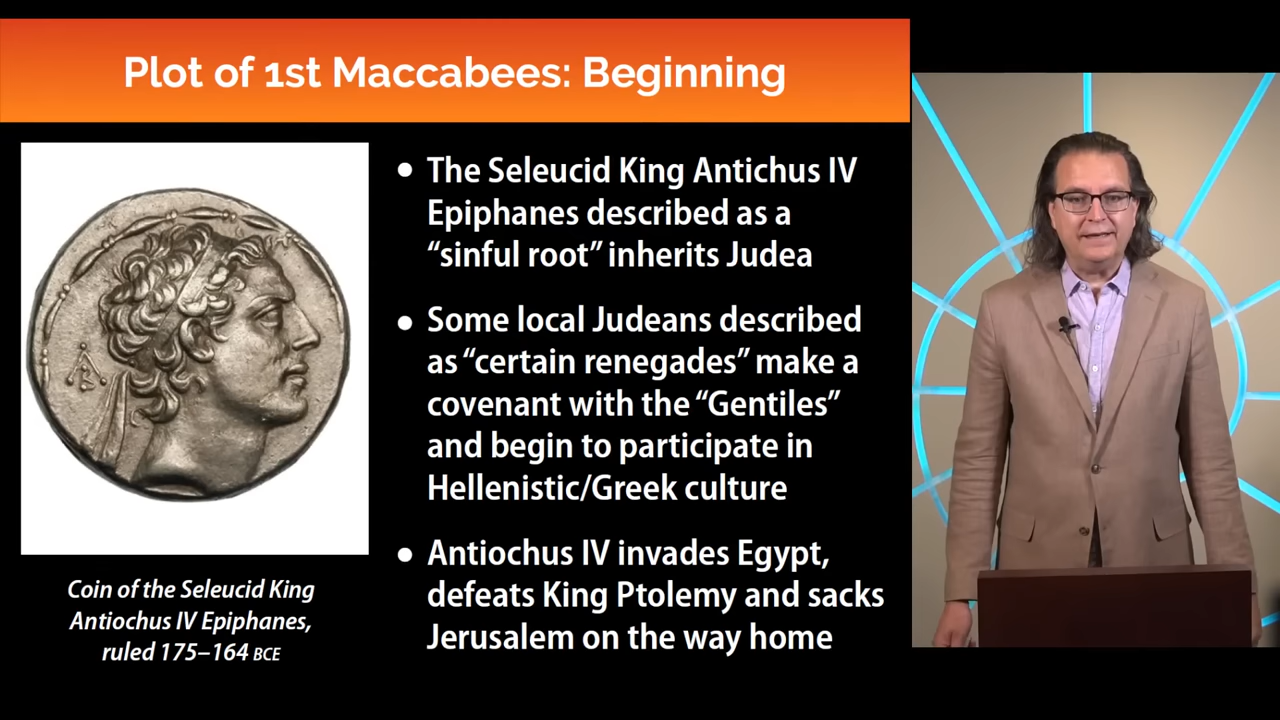 Plot of 1st Maccabees: Beginning
• The Seleucid King Antichus IV
Epiphanes described as a
“sinful root” inherits Judea
• Some local Judeans described
as “certain renegades” make a
covenant with the “Gentiles”
and begin to participate in
Hellenistic/Greek culture
• Antiochus IV invades Egypt,
defeats King Ptolemy and sacks
Jerusalem on the way home
Coin of the Seleucid King
Antiochus IV Epiphanes,
ruled 175–164 BCE